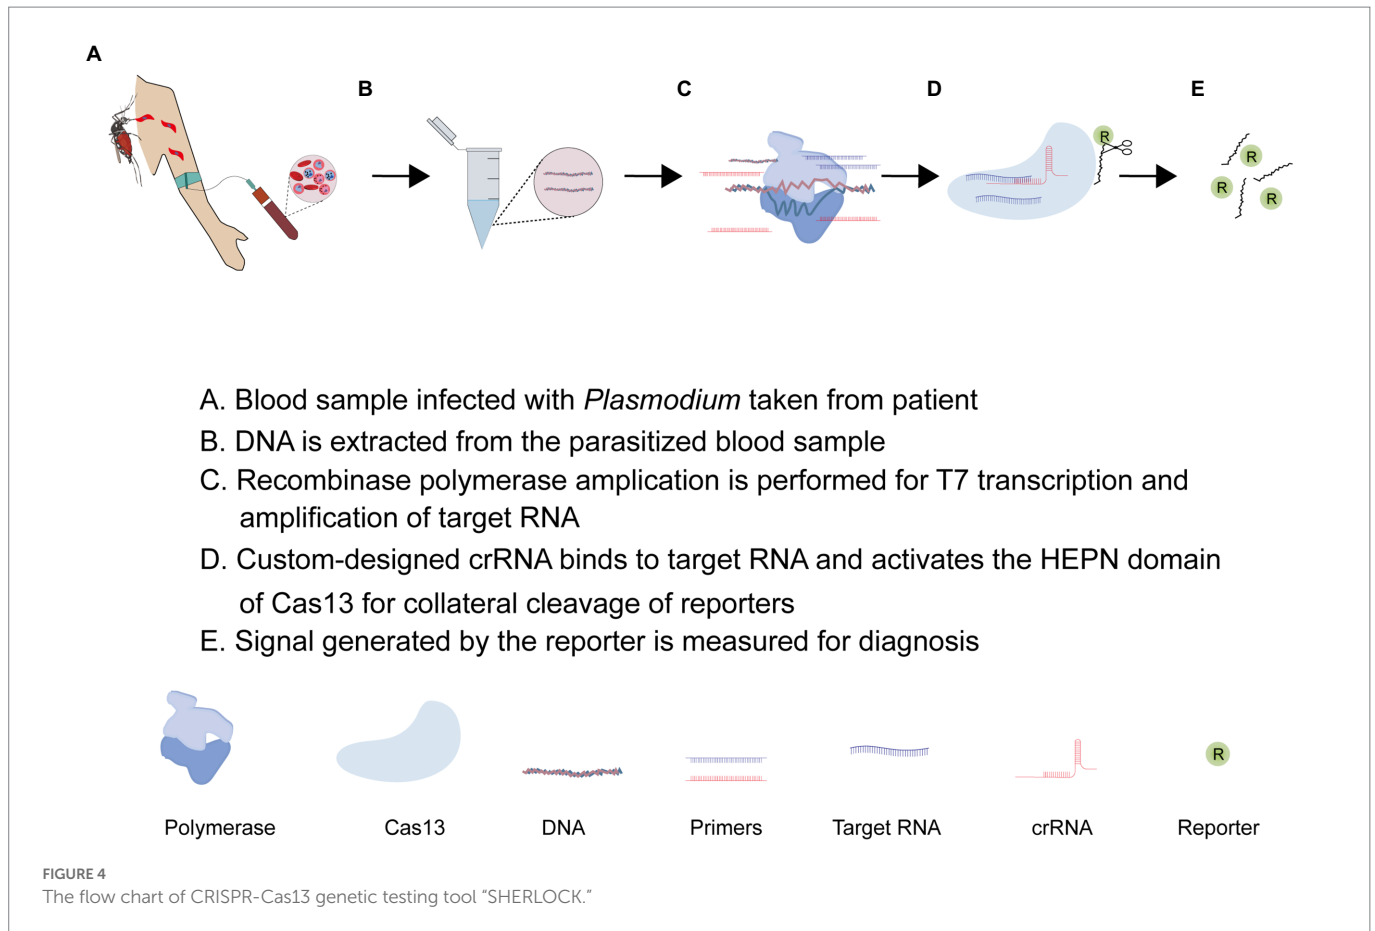 A
B
C
D
E
R
R
R
R
R
A. Blood sample infected with Plasmodium taken from patient
B. DNA is extracted from the parasitized blood sample
C. Recombinase polymerase amplication is performed for T7 transcription and
amplification of target RNA
D. Custom-designed crRNA binds to target RNA and activates the HEPN domain
of Cas13 for collateral cleavage of reporters
E. Signal generated by the reporter is measured for diagnosis
R
Polymerase Cas13 DNA Primers Target RNA crRNA Reporter
FIGURE 4
The flow chart of CRISPR-Cas13 genetic testing tool “SHERLOCK.”